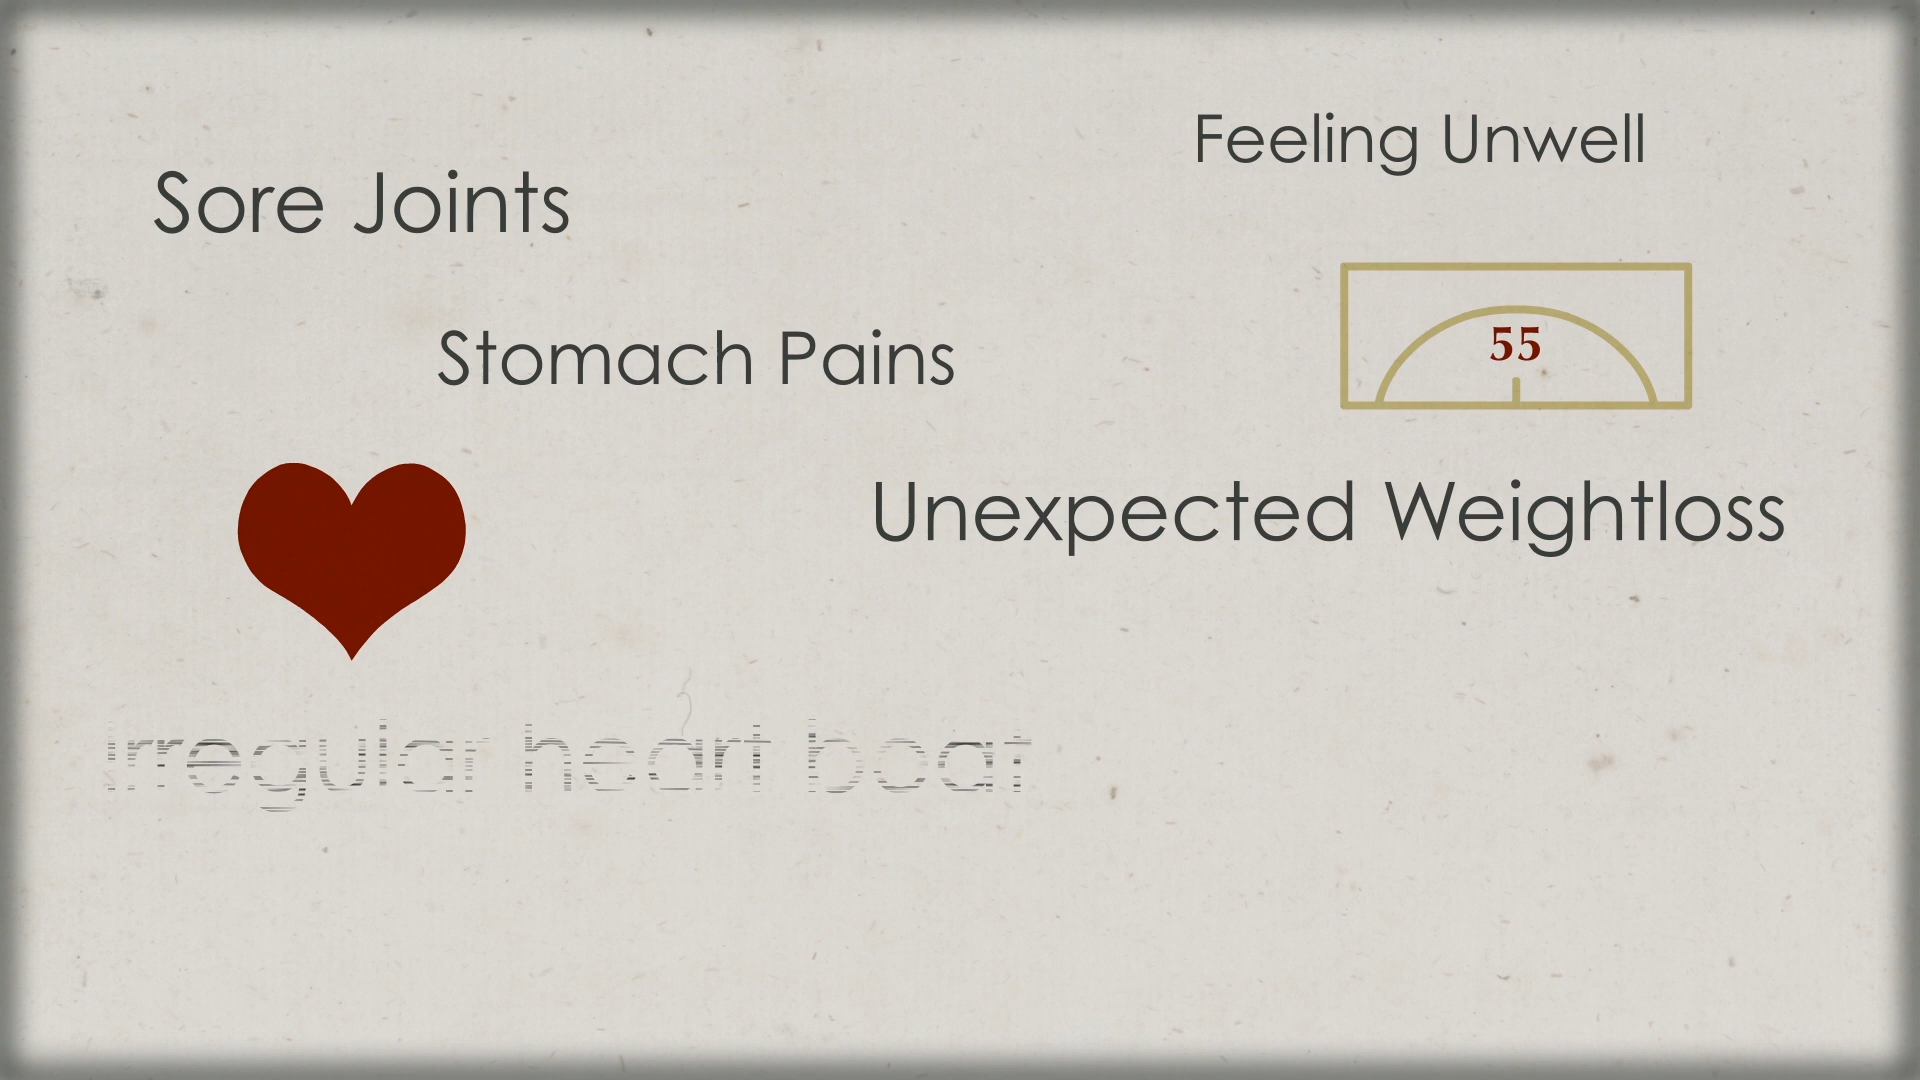 Feeling Unwell
Sore Joints
55
Stomach Pains
Unexpected Weightloss
Irregular heart beat